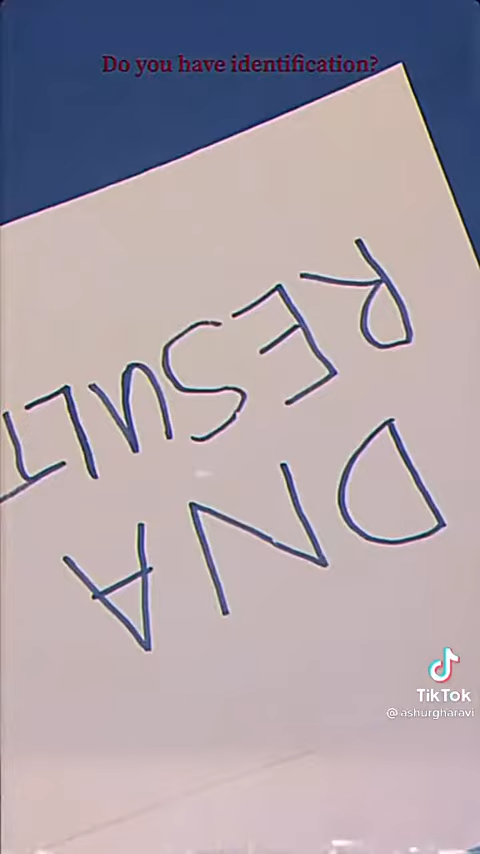 Do you have identification?
DNA
RESULT
TikTok
@ashurgharavi